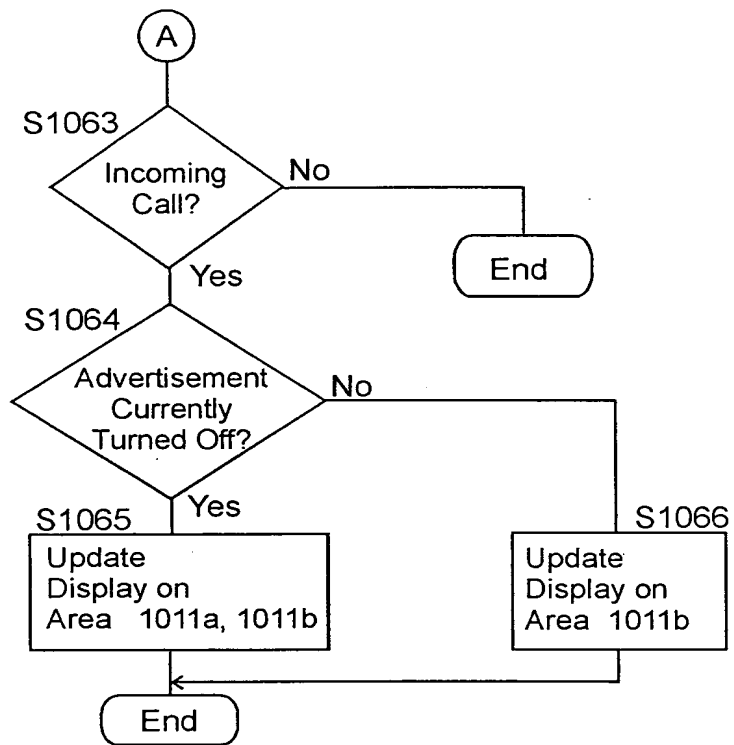 A
S1063
Incoming
Call?
No
End
Yes
S1064
Advertisement
Currently
Turned Off?
No
Yes
S1065
Update
Display on
Area 1011a, 1011b
S1066
Update
Display on
Area 1011b
End